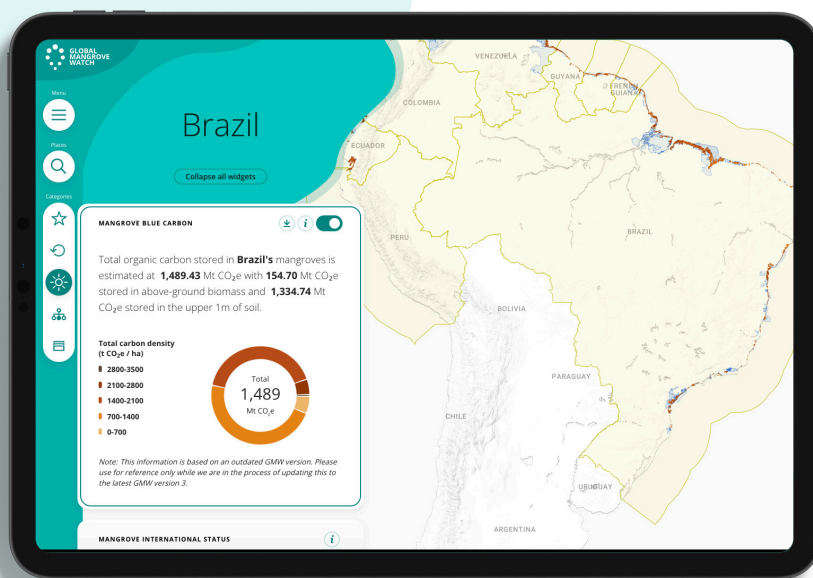 GLOBAL
MANGROVE
WATCH
Menu
Places
Categories
Brazil
Collapse all widgets
MANGROVE BLUE CARBON
Total organic carbon stored in Brazil's mangroves is
estimated at 1,489.43 Mt CO₂e with 154.70 Mt CO₂e
stored in above-ground biomass and 1,334.74 Mt
CO₂e stored in the upper 1m of soil.
Total carbon density
(t CO₂e / ha)
2800-3500
2100-2800
1400-2100
700-1400
0-700
Total
1,489
Mt CO₂e
Note: This information is based on an outdated GMW version. Please
use for reference only while we are in the process of updating this to
the latest GMW version 3.
MANGROVE INTERNATIONAL STATUS
VENEZUELA
GUYANA
FRENCH
GUIANA
COLOMBIA
ECUADOR
BRAZIL
PERU
BOLIVIA
PARAGUAY
CHILE
URUGUAY
ARGENTINA